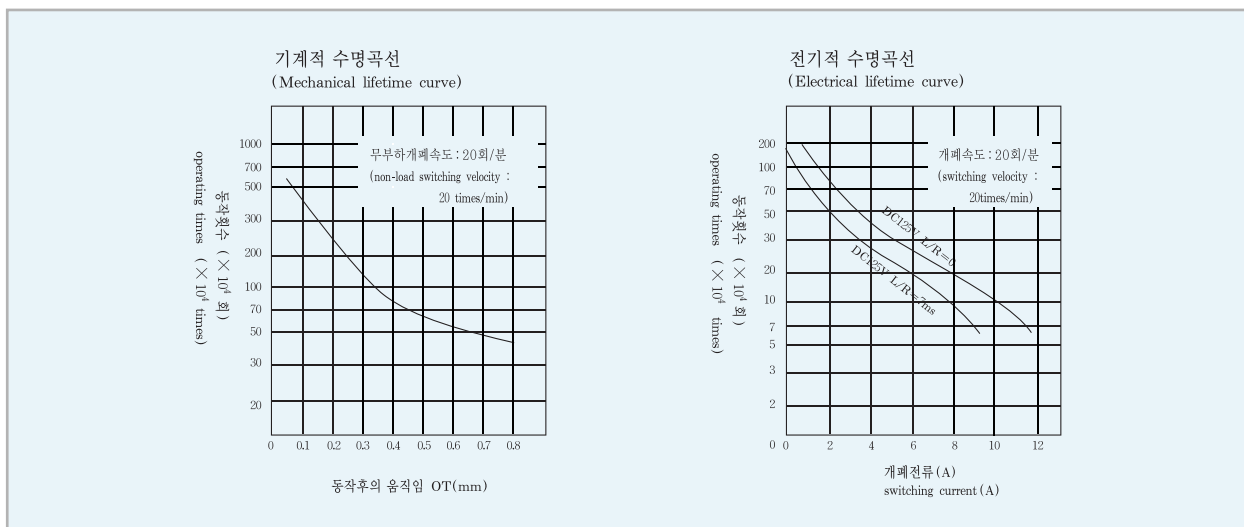 기계적 수명곡선
(Mechanical lifetime curve)
동작횟수 (×10⁴ 회)
operating times (×10⁴ times)
1000
700
500
300
200
100
70
50
30
20
무부하개폐속도 : 20회/분
(non-load switching velocity :
20 times/min)
0 0.1 0.2 0.3 0.4 0.5 0.6 0.7 0.8
동작후의 움직임 OT(mm)
전기적 수명곡선
(Electrical lifetime curve)
동작횟수 (×10⁴ 회)
operating times (×10⁴ times)
200
100
70
50
30
20
10
7
5
3
2
0
개폐속도 : 20회/분
(switching velocity :
20times/min)
DC125V L/R=0
DC125V L/R=7ms
0 2 4 6 8 10 12
개폐전류(A)
switching current(A)